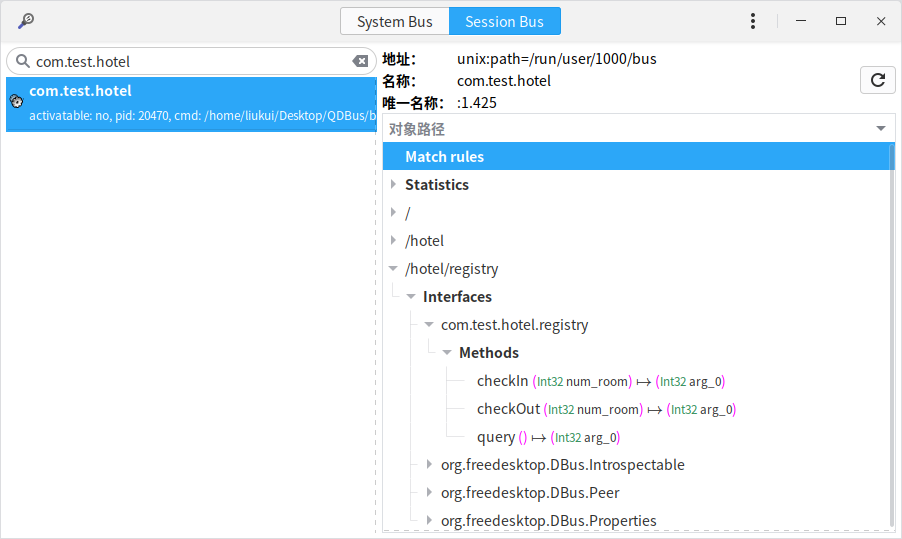 System Bus
Session Bus
com.test.hotel
com.test.hotel
activatable: no, pid: 20470, cmd: /home/liukui/Desktop/QDBus/b
地址： unix:path=/run/user/1000/bus
名称： com.test.hotel
唯一名称： :1.425
对象路径
Match rules
Statistics
/
/hotel
/hotel/registry
Interfaces
com.test.hotel.registry
Methods
checkIn (Int32 num_room) ↦ (Int32 arg_0)
checkOut (Int32 num_room) ↦ (Int32 arg_0)
query () ↦ (Int32 arg_0)
org.freedesktop.DBus.Introspectable
org.freedesktop.DBus.Peer
org.freedesktop.DBus.Properties